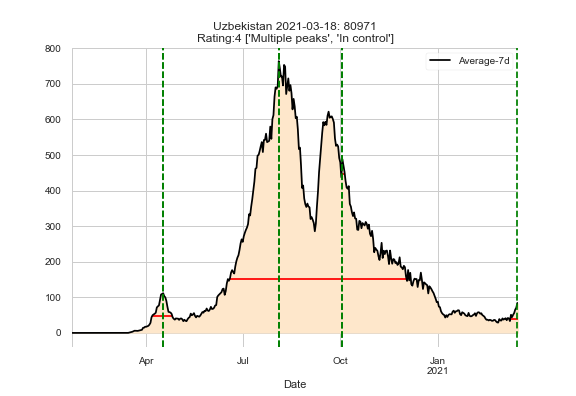 Uzbekistan 2021-03-18: 80971
Rating:4 ['Multiple peaks', 'In control']
Average-7d
800
700
600
500
400
300
200
100
0
Apr
Jul
Oct
Jan
2021
Date